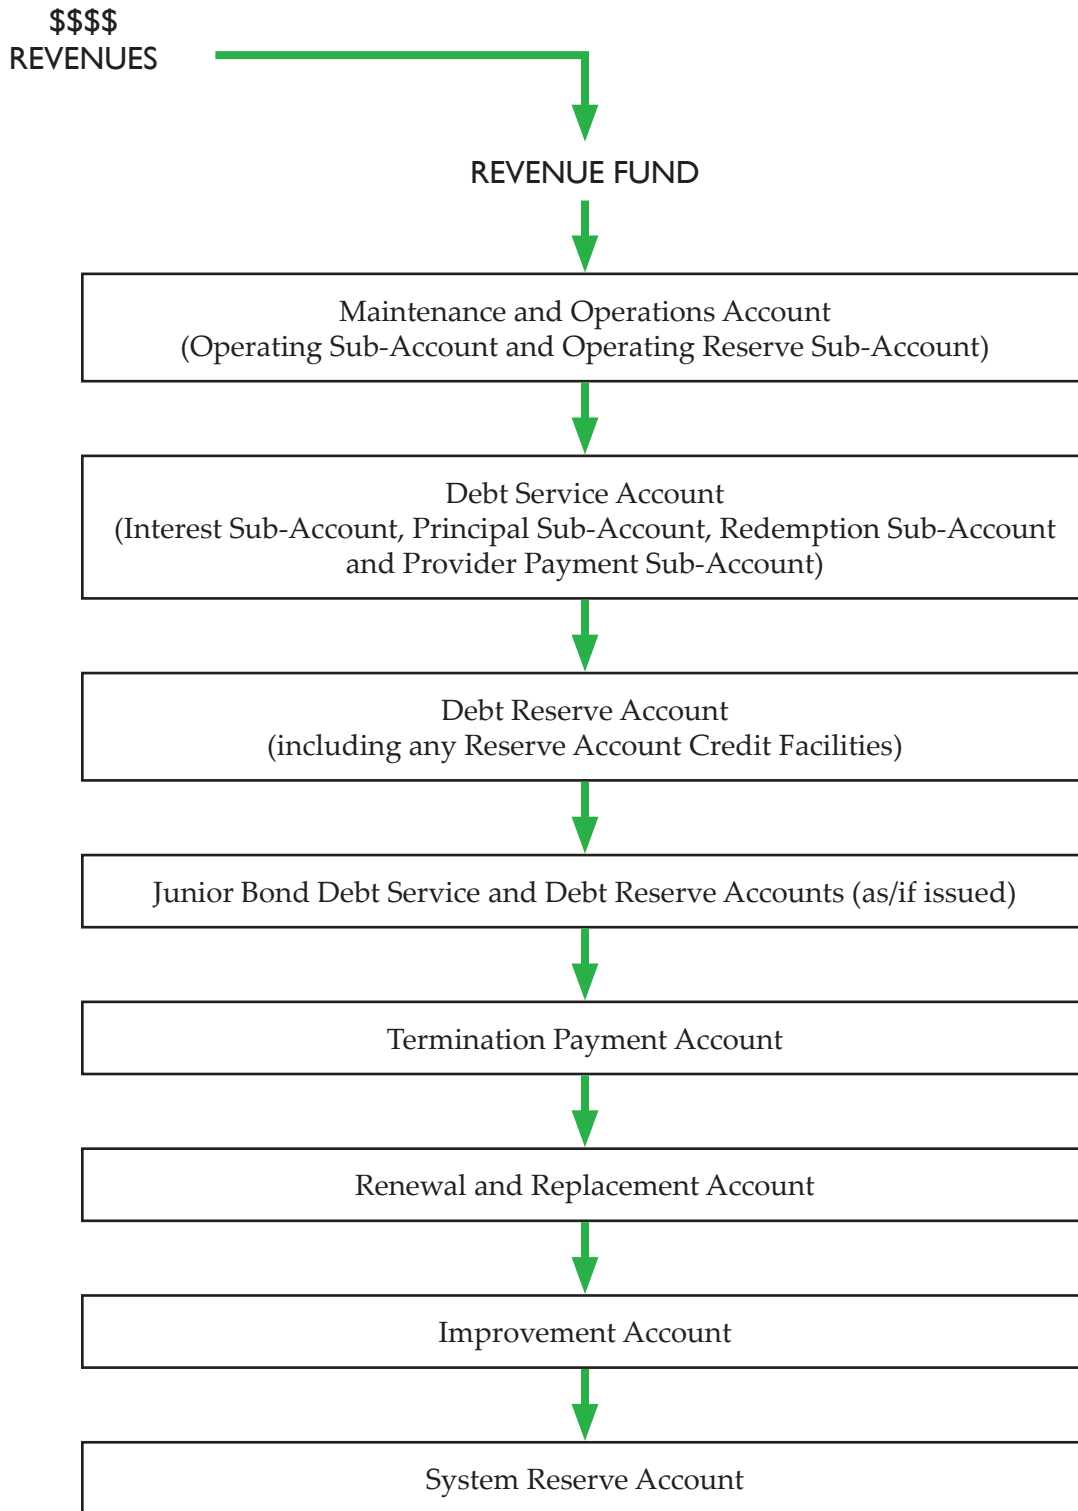 $$$$
REVENUES
REVENUE FUND
Maintenance and Operations Account
(Operating Sub-Account and Operating Reserve Sub-Account)
Debt Service Account
(Interest Sub-Account, Principal Sub-Account, Redemption Sub-Account
and Provider Payment Sub-Account)
Debt Reserve Account
(including any Reserve Account Credit Facilities)
Junior Bond Debt Service and Debt Reserve Accounts (as/if issued)
Termination Payment Account
Renewal and Replacement Account
Improvement Account
System Reserve Account